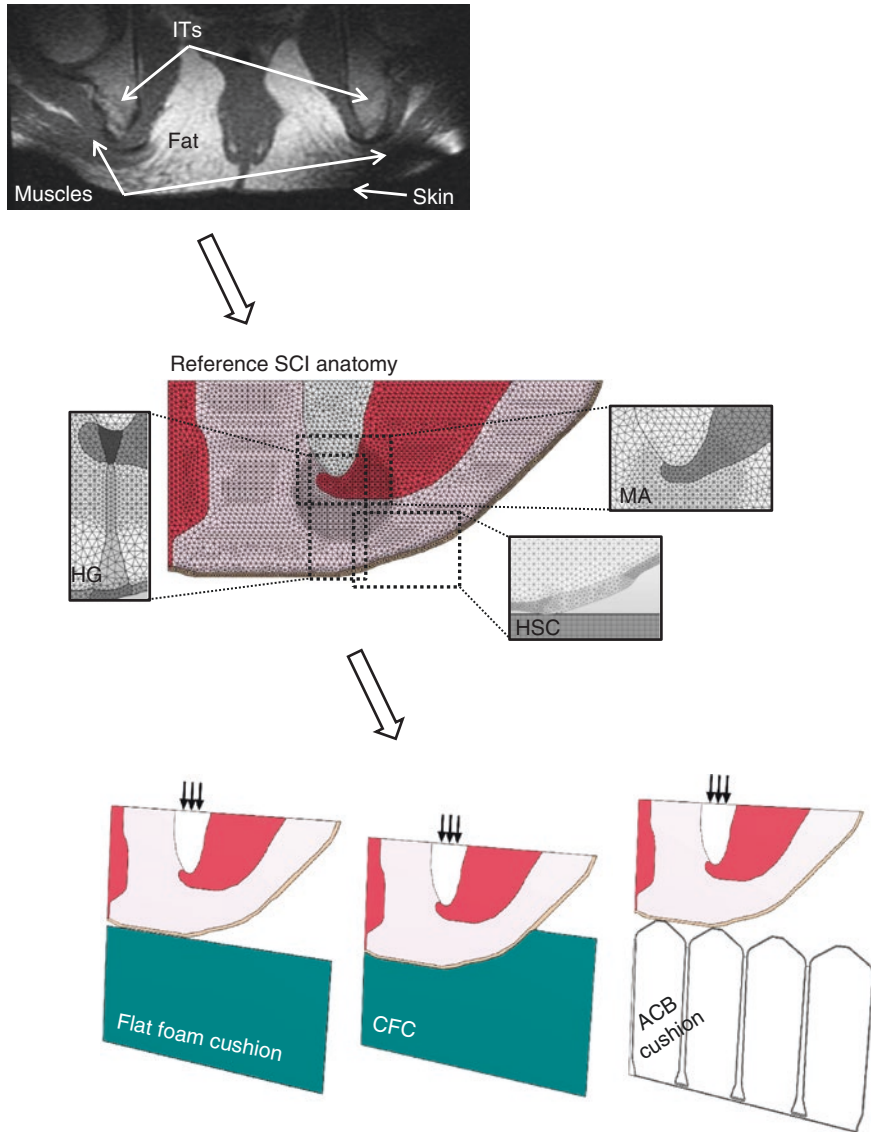 ITs
Fat
Muscles
Skin
Reference SCI anatomy
HG
MA
HSC
Flat foam cushion
CFC
ACB
cushion